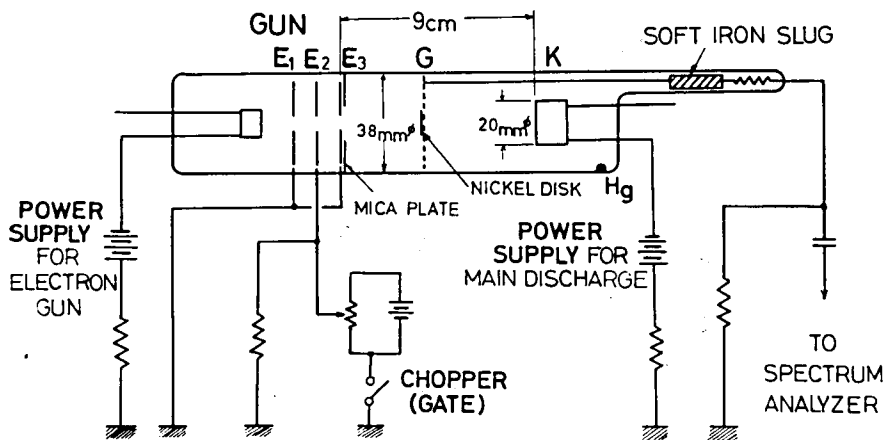 GUN
9cm
SOFT IRON SLUG
E1 E2 E3 G K
38mmφ
20mmφ
MICA PLATE
NICKEL DISK
Hg
POWER
SUPPLY
FOR
ELECTRON
GUN
POWER
SUPPLY FOR
MAIN DISCHARGE
CHOPPER
(GATE)
TO
SPECTRUM
ANALYZER